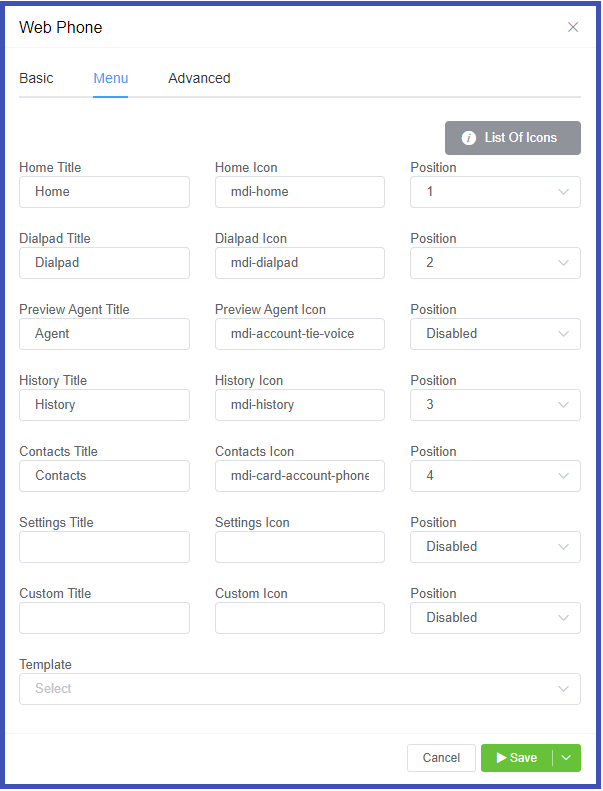 Web Phone
Basic Menu Advanced
List Of Icons
Home Title Home Icon Position
Home mdi-home 1
Dialpad Title Dialpad Icon Position
Dialpad mdi-dialpad 2
Preview Agent Title Preview Agent Icon Position
Agent mdi-account-tie-voice Disabled
History Title History Icon Position
History mdi-history 3
Contacts Title Contacts Icon Position
Contacts mdi-card-account-phone 4
Settings Title Settings Icon Position
Disabled
Custom Title Custom Icon Position
Disabled
Template
Select
Cancel Save